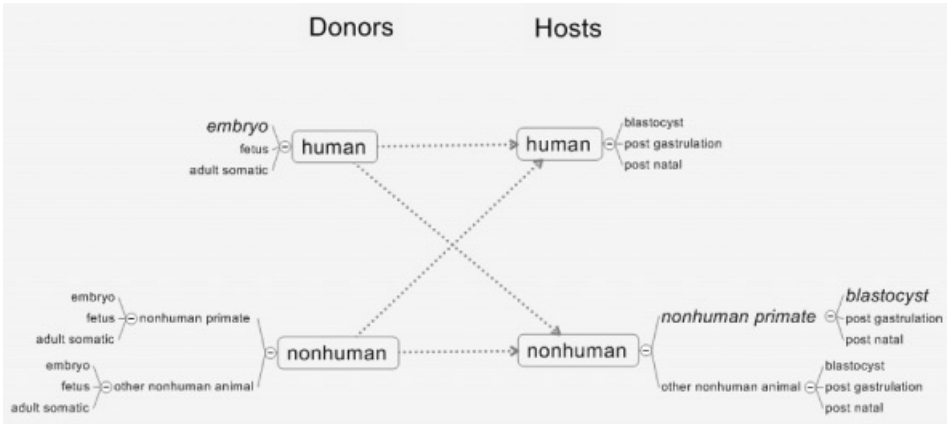 Donors
Hosts
embryo
fetus
adult somatic
human
human
blastocyst
post gastrulation
post natal
embryo
fetus
adult somatic
nonhuman primate
embryo
fetus
adult somatic
other nonhuman animal
nonhuman
nonhuman
nonhuman primate
blastocyst
post gastrulation
post natal
other nonhuman animal
blastocyst
post gastrulation
post natal